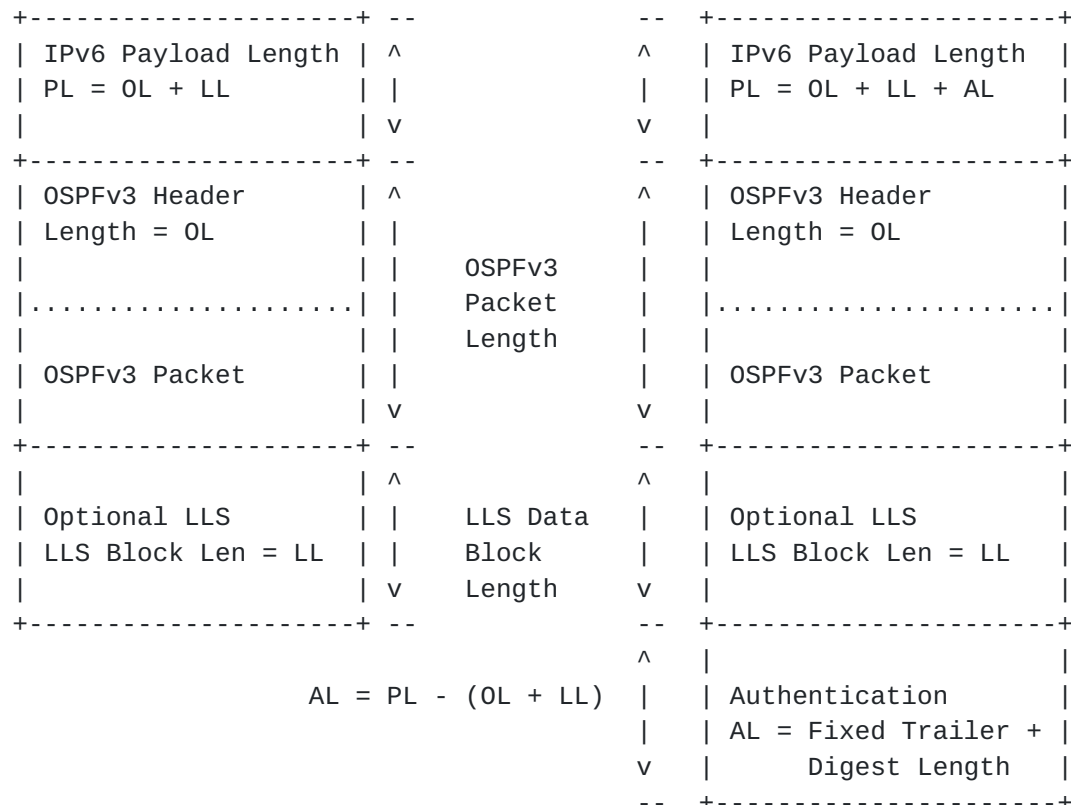 +---------------------+ --              --  +----------------------+
| IPv6 Payload Length | ^               ^   | IPv6 Payload Length  |
| PL = OL + LL        | |               |   | PL = OL + LL + AL    |
|                     | v               v   |                      |
+---------------------+ --              --  +----------------------+
| OSPFv3 Header       | ^               ^   | OSPFv3 Header        |
| Length = OL         | |               |   | Length = OL          |
|                     | |    OSPFv3     |   |                      |
|.....................| |    Packet     |   |......................|
|                     | |    Length     |   |                      |
| OSPFv3 Packet       | |               |   | OSPFv3 Packet        |
|                     | v               v   |                      |
+---------------------+ --              --  +----------------------+
|                     | ^               ^   |                      |
| Optional LLS        | |    LLS Data   |   | Optional LLS         |
| LLS Block Len = LL  | |    Block      |   | LLS Block Len = LL   |
|                     | v    Length     v   |                      |
+---------------------+ --              --  +----------------------+
                                        ^   |                      |
                  AL = PL - (OL + LL)   |   | Authentication       |
                                        |   | AL = Fixed Trailer + |
                                        v   |      Digest Length   |
                                        --  +----------------------+